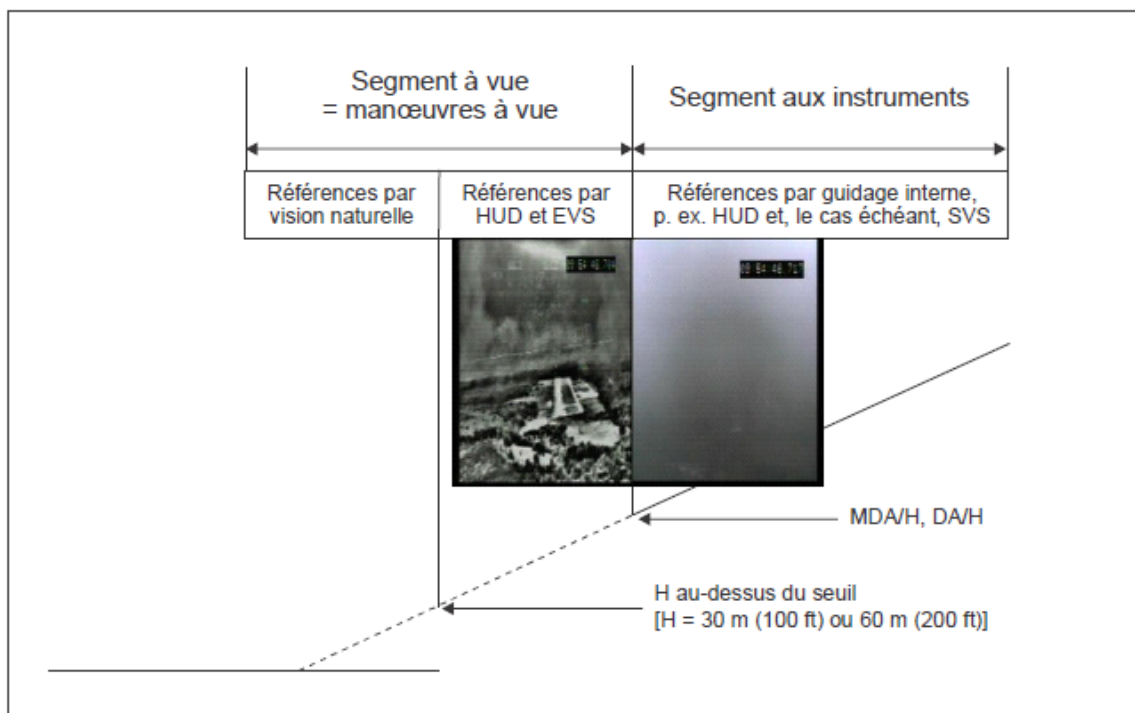 Segment à vue
= manœuvres à vue
Segment aux instruments
Références par
vision naturelle
Références par
HUD et EVS
Références par guidage interne,
p. ex. HUD et, le cas échéant, SVS
MDA/H, DA/H
H au-dessus du seuil
[H = 30 m (100 ft) ou 60 m (200 ft)]